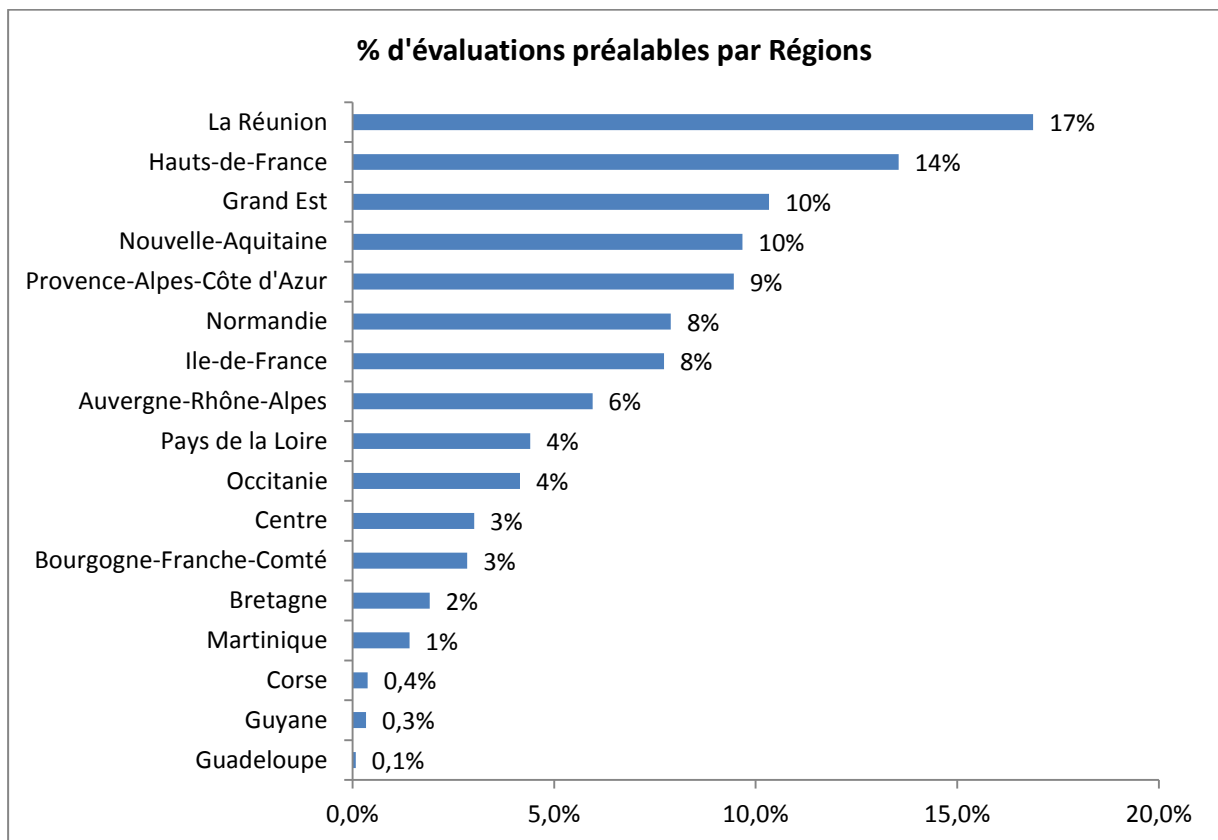 % d'évaluations préalables par Régions
La Réunion 17%
Hauts-de-France 14%
Grand Est 10%
Nouvelle-Aquitaine 10%
Provence-Alpes-Côte d'Azur 9%
Normandie 8%
Ile-de-France 8%
Auvergne-Rhône-Alpes 6%
Pays de la Loire 4%
Occitanie 4%
Centre 3%
Bourgogne-Franche-Comté 3%
Bretagne 2%
Martinique 1%
Corse 0,4%
Guyane 0,3%
Guadeloupe 0,1%
0,0% 5,0% 10,0% 15,0% 20,0%